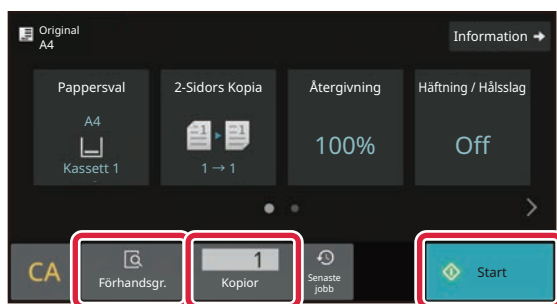 Original
A4
Information
Pappersval
A4
Kassett 1
2-Sidors Kopia
1 → 1
Återgivning
100%
Häftning / Hålsslag
Off
CA
Förhandsgr.
1
Kopior
Senaste
jobb
Start